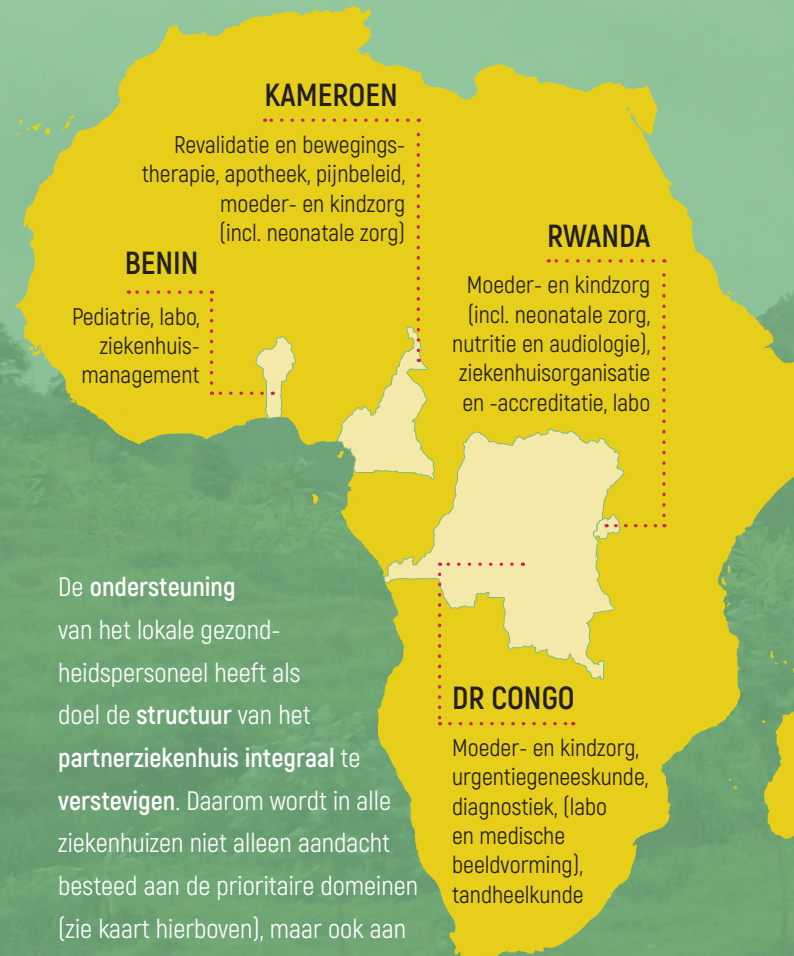 KAMEROEN
Revalidatie en bewegings-
therapie, apotheek, pijnbeleid,
moeder- en kindzorg
(incl. neonatale zorg)
BENIN
Pediatrie, labo,
ziekenhuis-
management
RWANDA
Moeder- en kindzorg
(incl. neonatale zorg,
nutritie en audiologie),
ziekenhuisorganisatie
en -accreditatie, labo
DR CONGO
Moeder- en kindzorg,
urgentiegeneeskunde,
diagnostiek, (labo
en medische
beeldvorming),
tandheelkunde
De ondersteuning
van het lokale gezond-
heidspersoneel heeft als
doel de structuur van het
partnerziekenhuis integraal te
verstevigen. Daarom wordt in alle
ziekenhuizen niet alleen aandacht
besteed aan de prioritaire domeinen
(zie kaart hierboven), maar ook aan